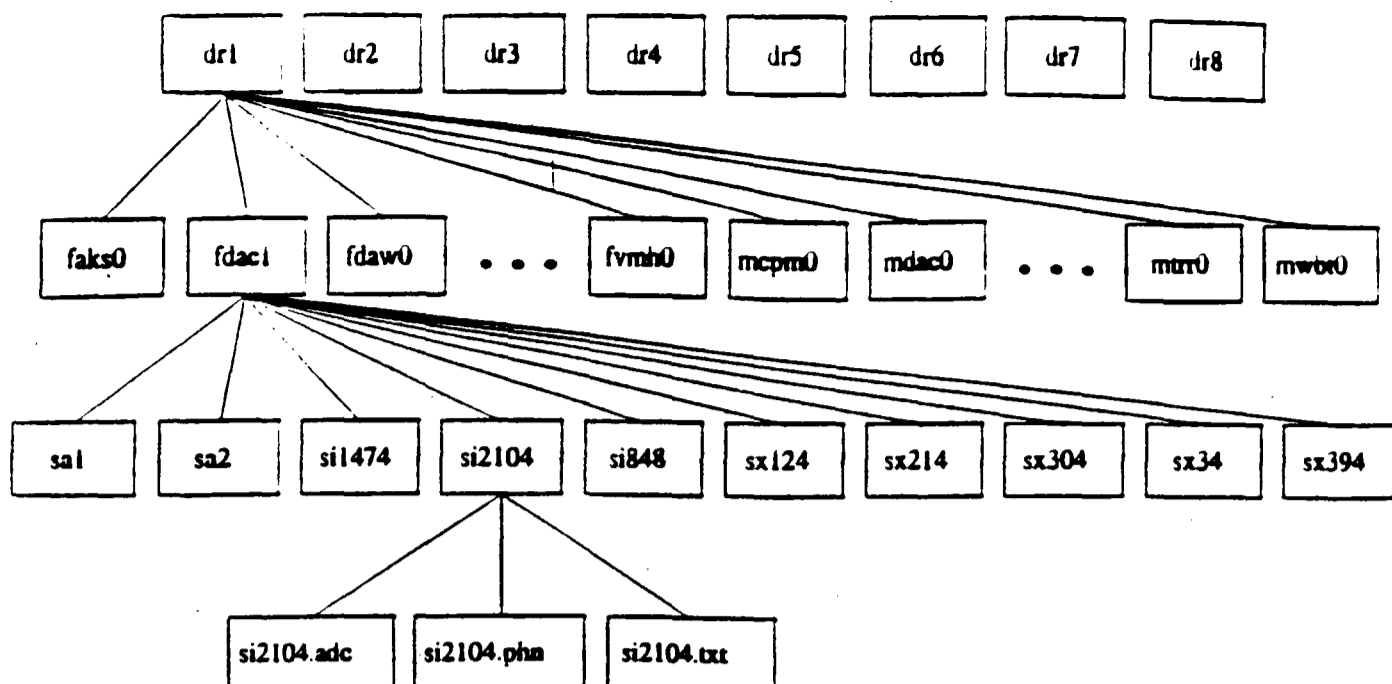 dr1 dr2 dr3 dr4 dr5 dr6 dr7 dr8
faks0 fdac1 fdaw0 • • • fvmh0 mcpm0 mdac0 • • • mtrr0 mwbt0
sa1 sa2 si1474 si2104 si848 sx124 sx214 sx304 sx34 sx394
si2104.adc si2104.phn si2104.txt